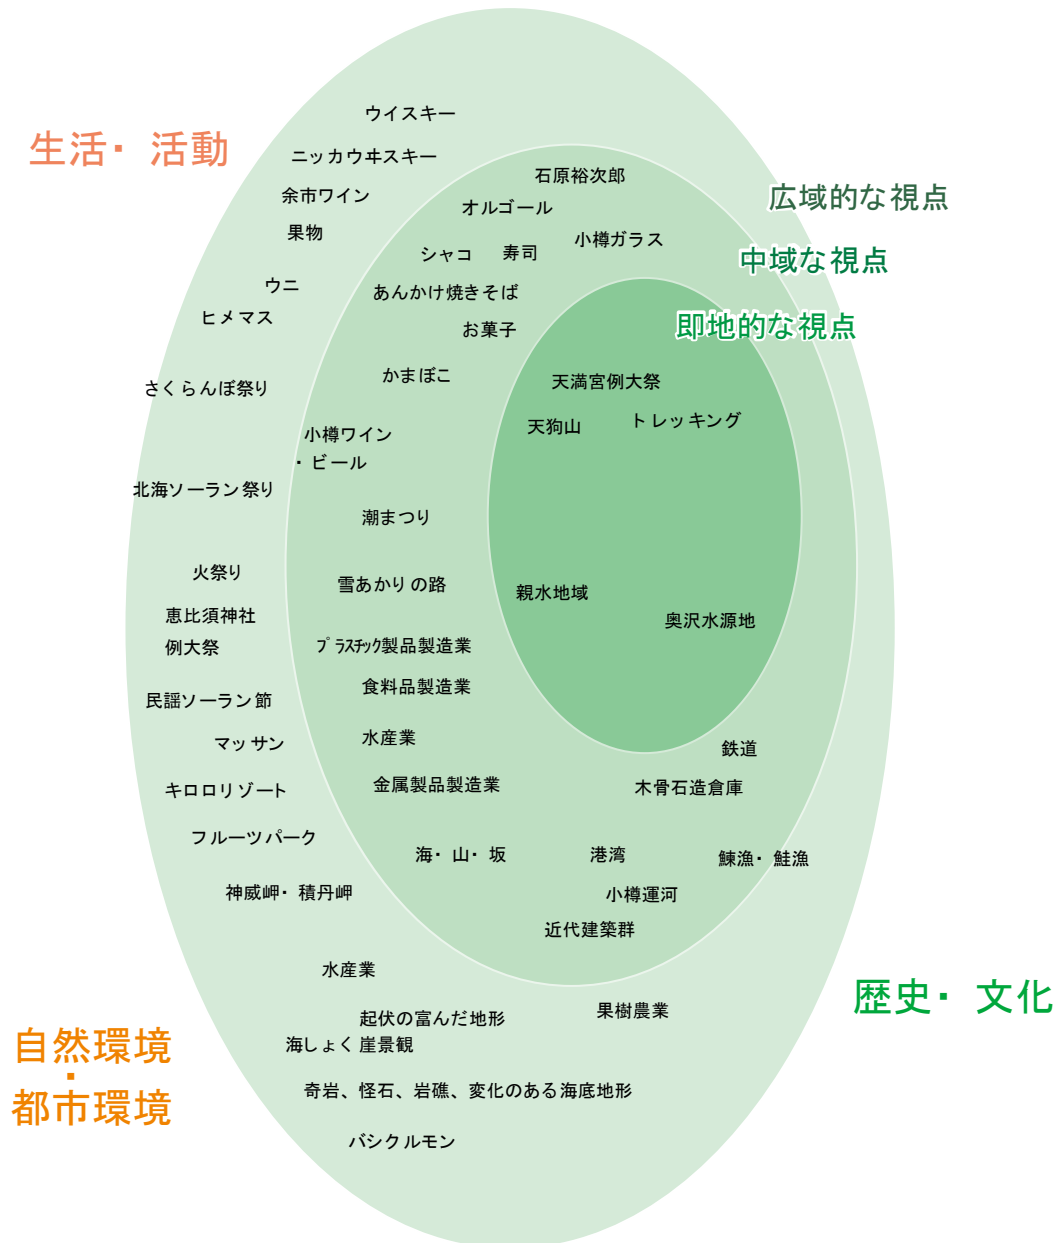 ウイスキー
生活・活動
ニッカウヰスキー
石原裕次郎
余市ワイン
広域的な視点
オルゴール
果物
小樽ガラス
シャコ
寿司
中域な視点
ウニ
あんかけ焼きそば
ヒメマス
お菓子
即地的な視点
かまぼこ
天満宮例大祭
さくらんぼ祭り
天狗山
トレッキング
小樽ワイン
・ビール
北海ソーラン祭り
潮まつり
火祭り
雪あかりの路
親水地域
恵比須神社
例大祭
奥沢水源地
プラスチック製品製造業
食料品製造業
民謡ソーラン節
マッサン
水産業
鉄道
キロロリゾート
金属製品製造業
木骨石造倉庫
フルーツパーク
海・山・坂
港湾
鰊漁・鮭漁
神威岬・積丹岬
小樽運河
近代建築群
水産業
歴史・文化
起伏の富んだ地形
果樹農業
自然環境
・
都市環境
海しょく崖景観
奇岩、怪石、岩礁、変化のある海底地形
バシクルモン